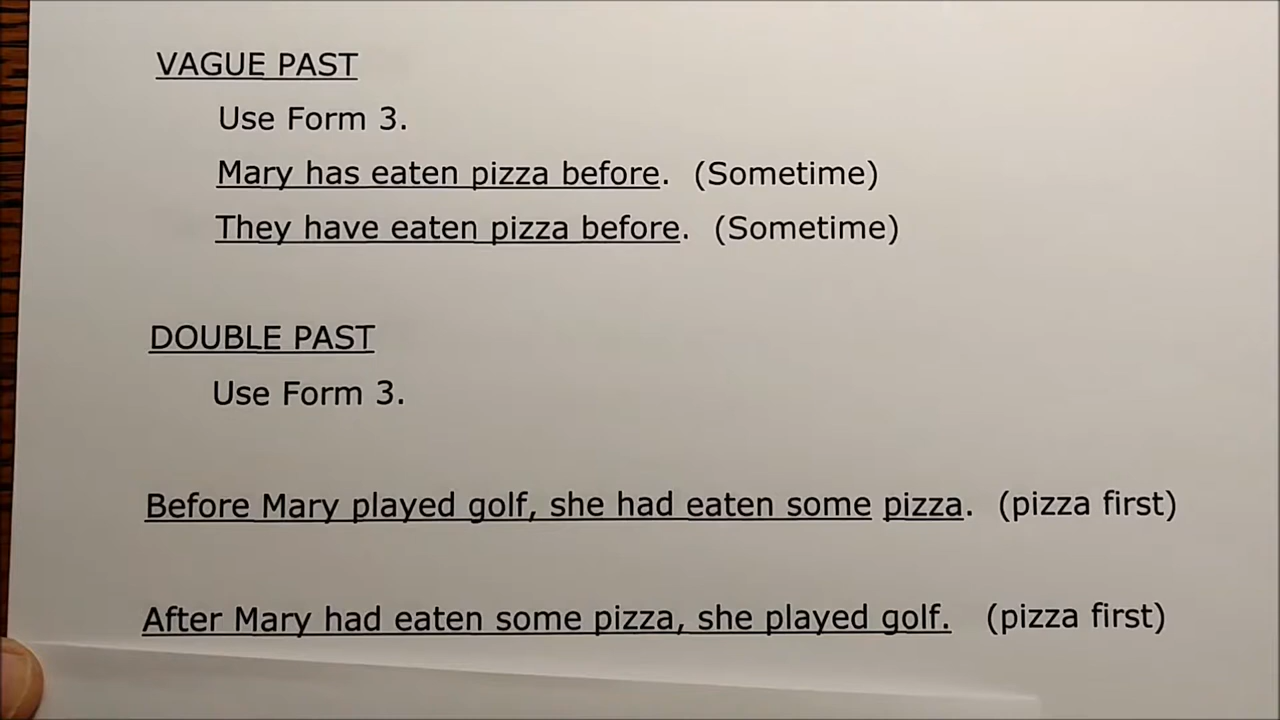 VAGUE PAST
Use Form 3.
Mary has eaten pizza before. (Sometime)
They have eaten pizza before. (Sometime)
DOUBLE PAST
Use Form 3.
Before Mary played golf, she had eaten some pizza. (pizza first)
After Mary had eaten some pizza, she played golf. (pizza first)